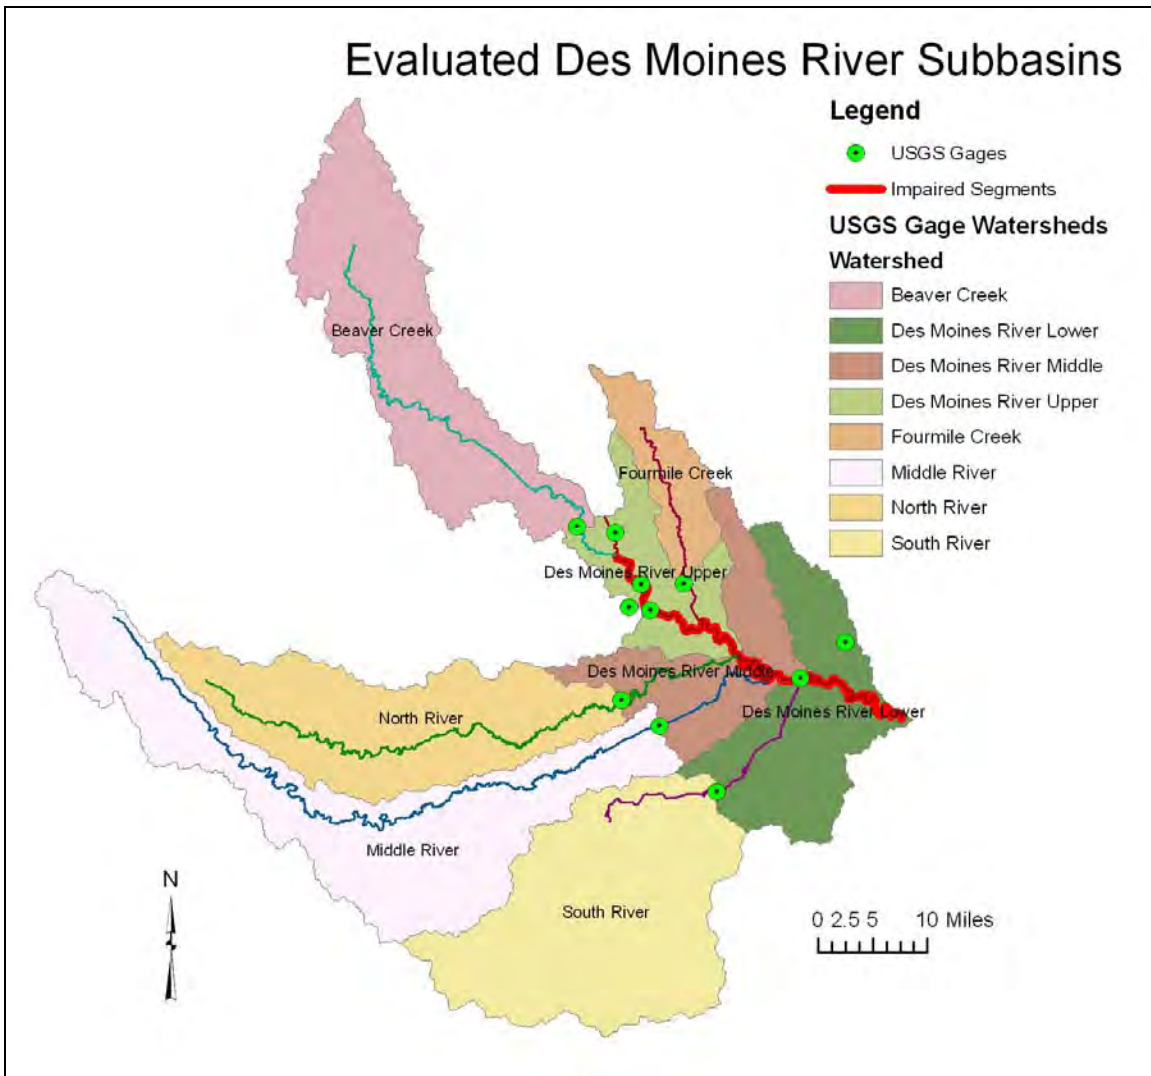 Evaluated Des Moines River Subbasins
Legend
USGS Gages
Impaired Segments
USGS Gage Watersheds
Watershed
Beaver Creek
Des Moines River Lower
Des Moines River Middle
Des Moines River Upper
Fourmile Creek
Middle River
North River
South River
Beaver Creek
Fourmile Creek
Des Moines River Upper
Des Moines River Middle
Des Moines River Lower
North River
Middle River
South River
N
0 2.5 5 10 Miles